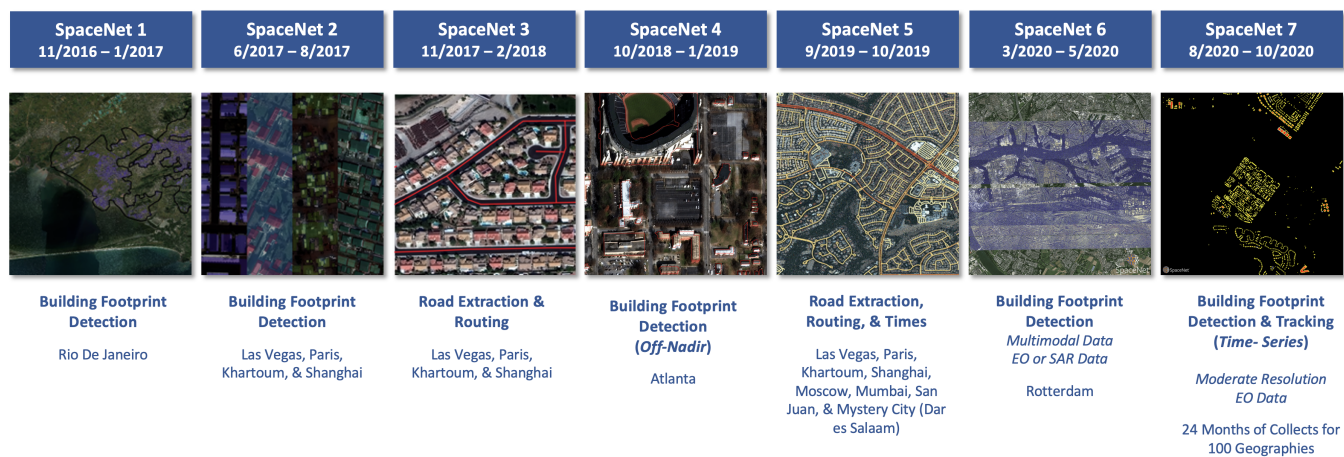 SpaceNet 1
11/2016 – 1/2017
SpaceNet 2
6/2017 – 8/2017
SpaceNet 3
11/2017 – 2/2018
SpaceNet 4
10/2018 – 1/2019
SpaceNet 5
9/2019 – 10/2019
SpaceNet 6
3/2020 – 5/2020
SpaceNet 7
8/2020 – 10/2020
SpaceNet
SpaceNet
Building Footprint
Detection
Rio De Janeiro
Building Footprint
Detection
Las Vegas, Paris,
Khartoum, & Shanghai
Road Extraction &
Routing
Las Vegas, Paris,
Khartoum, & Shanghai
Building Footprint
Detection
(Off-Nadir)
Atlanta
Road Extraction,
Routing, & Times
Las Vegas, Paris,
Khartoum, Shanghai,
Moscow, Mumbai, San
Juan, & Mystery City (Dar
es Salaam)
Building Footprint
Detection
Multimodal Data
EO or SAR Data
Rotterdam
Building Footprint
Detection & Tracking
(Time- Series)
Moderate Resolution
EO Data
24 Months of Collects for
100 Geographies